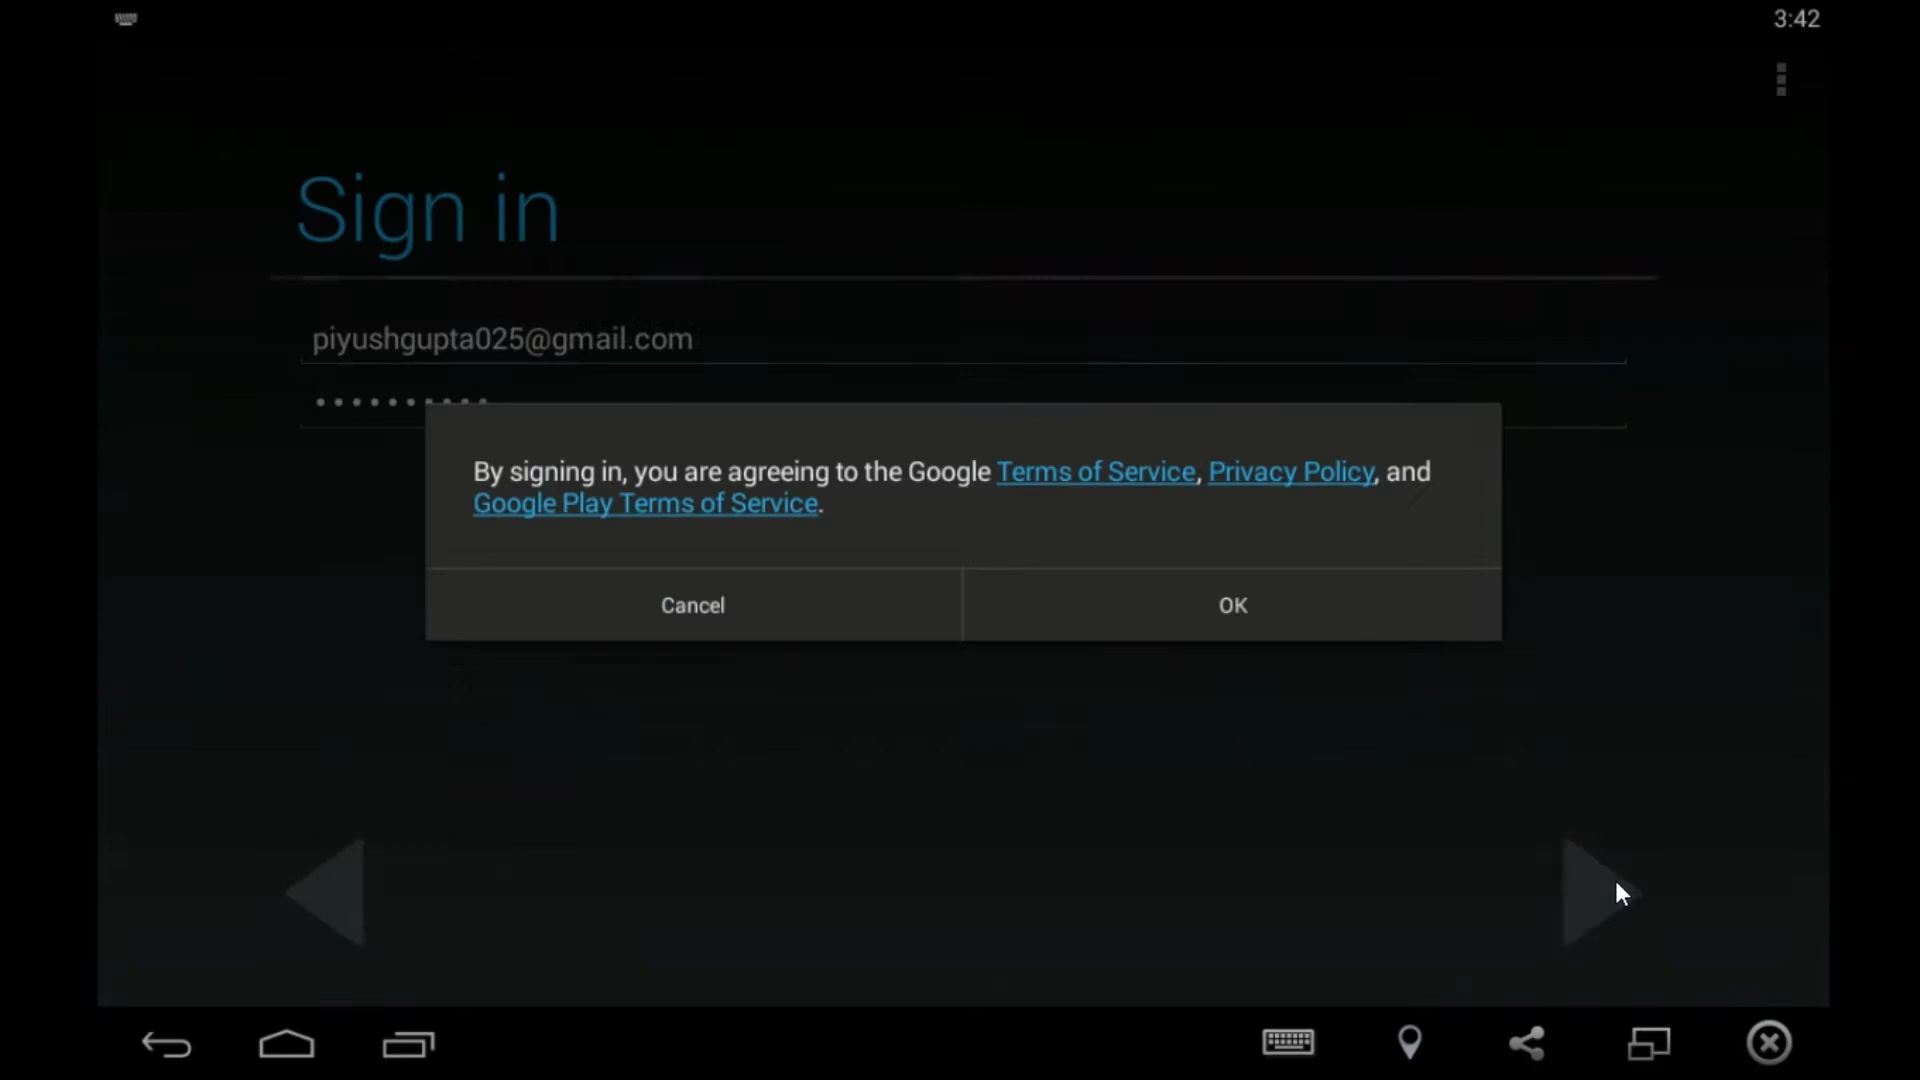 3:42
Sign in
piyushgupta025@gmail.com
••••••••••
By signing in, you are agreeing to the Google Terms of Service, Privacy Policy, and
Google Play Terms of Service.
Cancel
OK